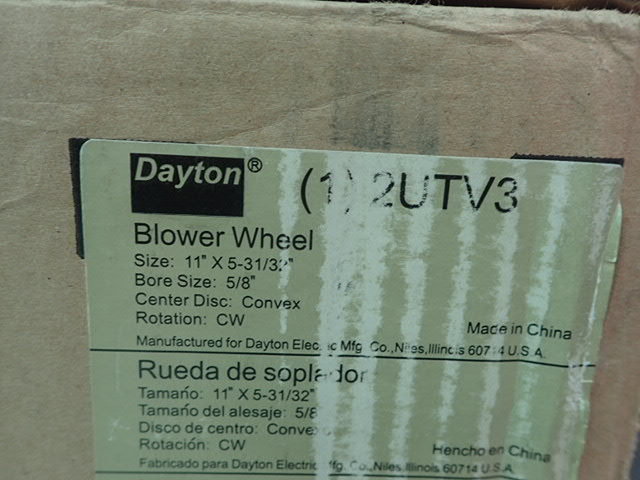 Dayton® (1) 2UTV3
Blower Wheel
Size: 11" X 5-31/32"
Bore Size: 5/8"
Center Disc: Convex
Rotation: CW
Made in China
Manufactured for Dayton Electric Mfg. Co., Niles, Illinois 60714 U.S.A.
Rueda de soplador
Tamaño: 11" X 5-31/32"
Tamaño del alesaje: 5/8
Disco de centro: Convex
Rotación: CW
Hencho en China
Fabricado para Dayton Electric Mfg. Co., Niles, Illinois 60714 U.S.A.